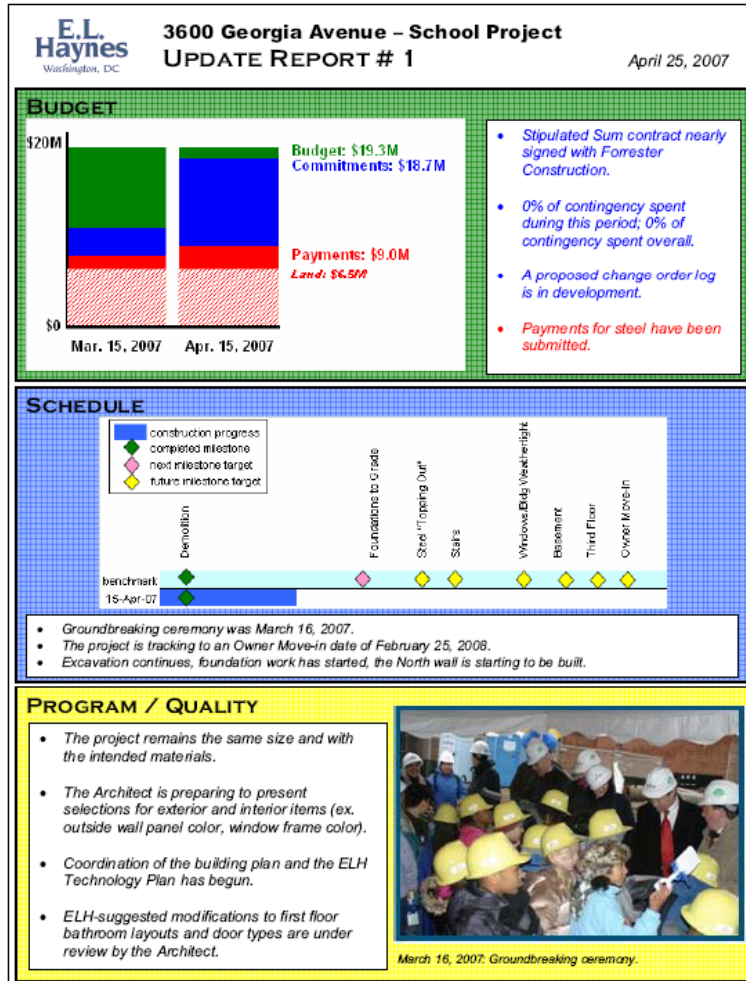 E.L.
Haynes
Washington, DC
3600 Georgia Avenue – School Project
UPDATE REPORT # 1
April 25, 2007
BUDGET
$20M
$0
Mar. 15, 2007
Apr. 15, 2007
Budget: $19.3M
Commitments: $18.7M
Payments: $9.0M
Land: $6.5M
• Stipulated Sum contract nearly
signed with Forrester
Construction.
• 0% of contingency spent
during this period; 0% of
contingency spent overall.
• A proposed change order log
is in development.
• Payments for steel have been
submitted.
SCHEDULE
construction progress
completed milestone
next milestone target
future milestone target
Demolition
Foundations to Grade
Steel "Topping Out"
Stairs
Windows/Bldg Weathertight
Basement
Third Floor
Owner Move-In
benchmark
15-Apr-07
• Groundbreaking ceremony was March 16, 2007.
• The project is tracking to an Owner Move-in date of February 25, 2008.
• Excavation continues, foundation work has started, the North wall is starting to be built.
PROGRAM / QUALITY
• The project remains the same size and with
the intended materials.
• The Architect is preparing to present
selections for exterior and interior items (ex.
outside wall panel color, window frame color).
• Coordination of the building plan and the ELH
Technology Plan has begun.
• ELH-suggested modifications to first floor
bathroom layouts and door types are under
review by the Architect.
March 16, 2007: Groundbreaking ceremony.